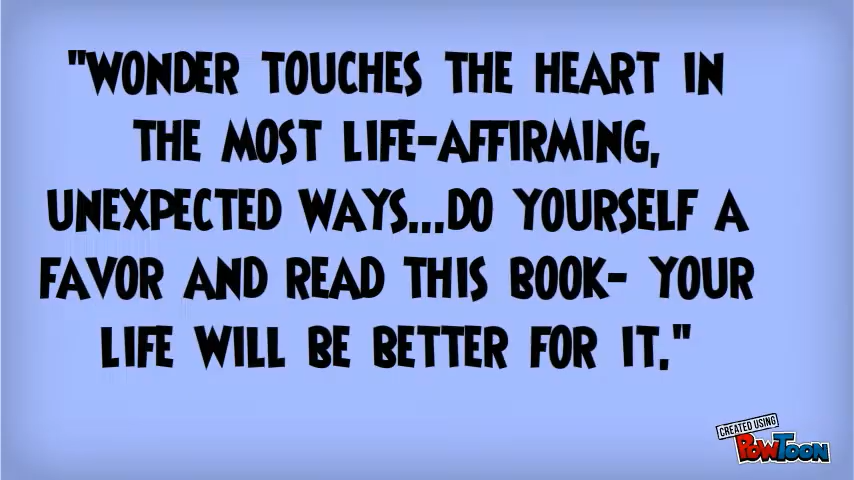 "WONDER TOUCHES THE HEART IN
THE MOST LIFE-AFFIRMING,
UNEXPECTED WAYS...DO YOURSELF A
FAVOR AND READ THIS BOOK- YOUR
LIFE WILL BE BETTER FOR IT."
CREATED USING
POWTOON